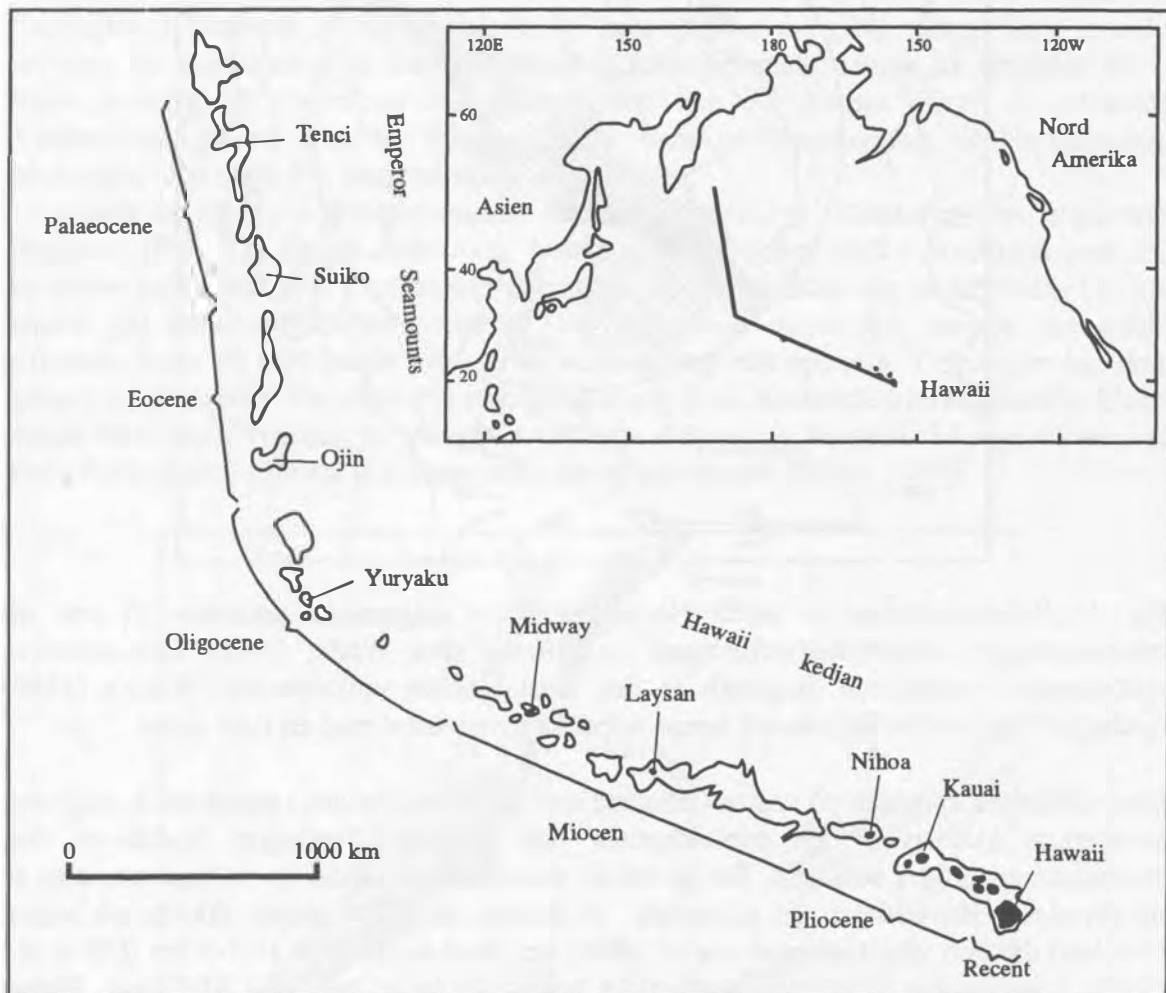 120E
150
180
150
120W
60
Nord
Amerika
Tenci
Emperor
Asien
Palaeocene
Suiko
40
Seamounts
20
Hawaii
Eocene
Ojin
Yuryaku
Oligocene
Midway
Hawaii
kedjan
Laysan
Nihoa
Kauai
Miocen
0
1000 km
Hawaii
Pliocene
Recent